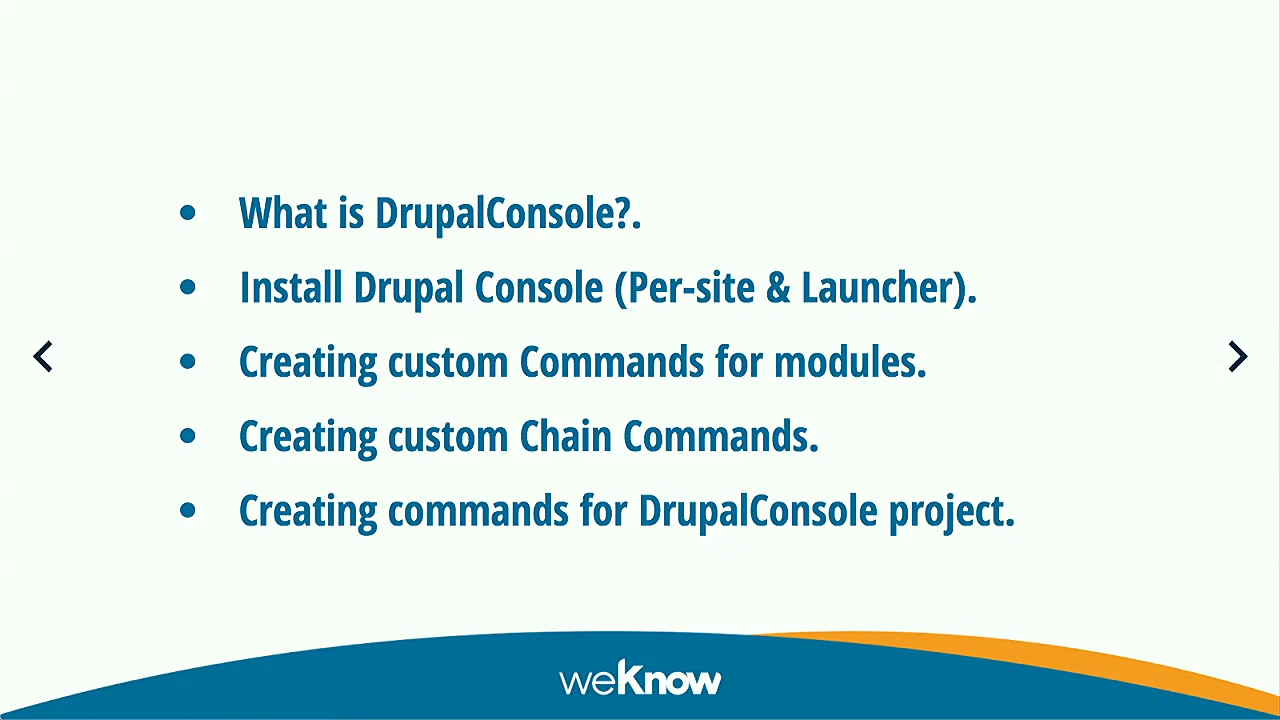 What is DrupalConsole?.
Install Drupal Console (Per-site & Launcher).
Creating custom Commands for modules.
Creating custom Chain Commands.
Creating commands for DrupalConsole project.
weKnow